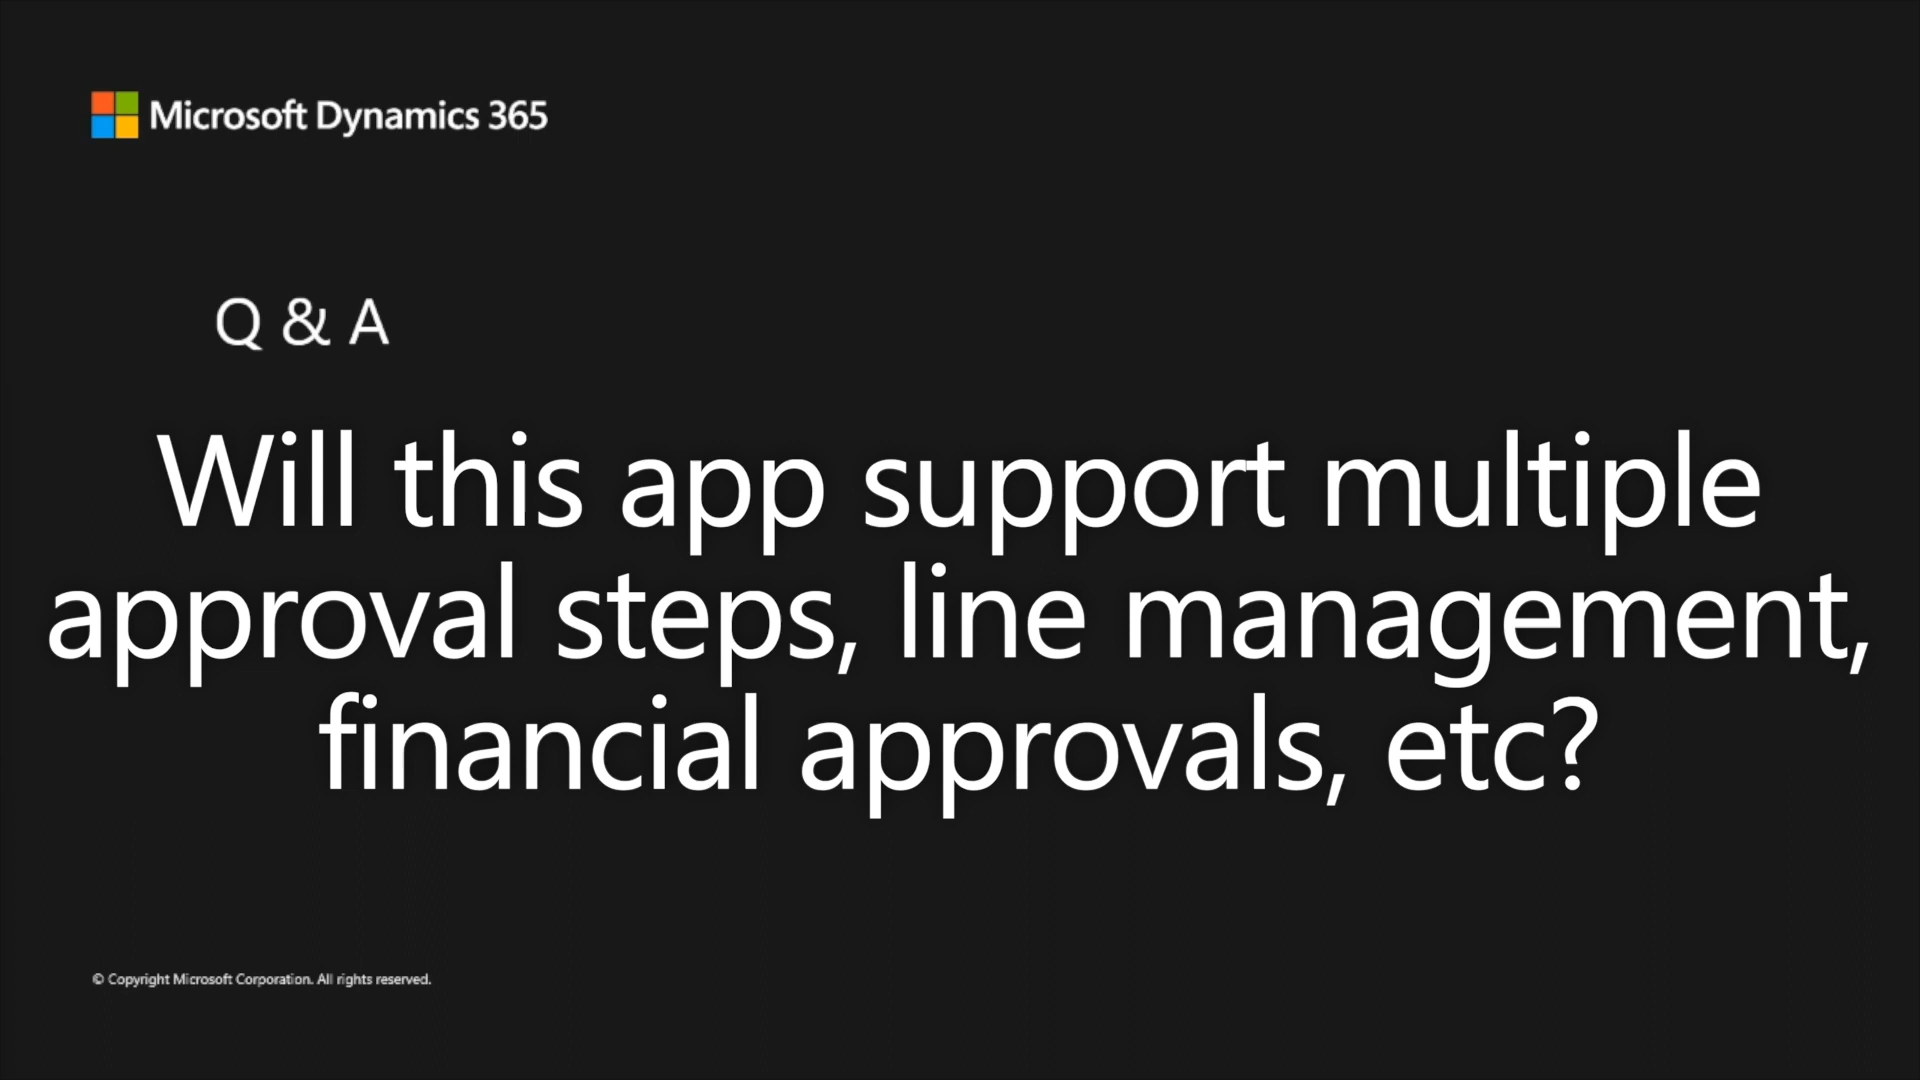 Microsoft Dynamics 365
Q & A
Will this app support multiple
approval steps, line management,
financial approvals, etc?
© Copyright Microsoft Corporation. All rights reserved.